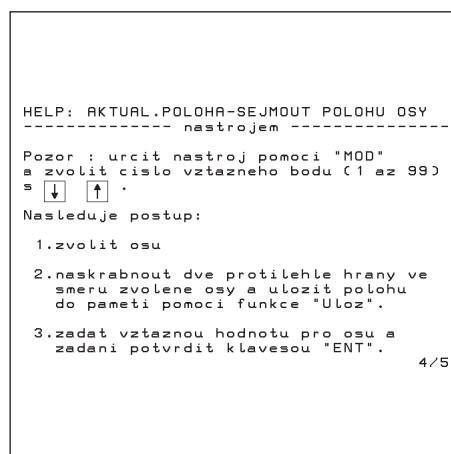 HELP: AKTUAL.POLOHA-SEJMOUT POLOHU OSY
-------------- nastrojem ---------------
Pozor : urcit nastroj pomoci "MOD"
a zvolit cislo vztazneho bodu (1 az 99)
s ↓ ↑ .
Nasleduje postup:
1.zvolit osu
2.naskrabnout dve protilehle hrany ve
smeru zvolene osy a ulozit polohu
do pameti pomoci funkce "Uloz".
3.zadat vztaznou hodnotu pro osu a
zadani potvrdit klavesou "ENT".
4/5